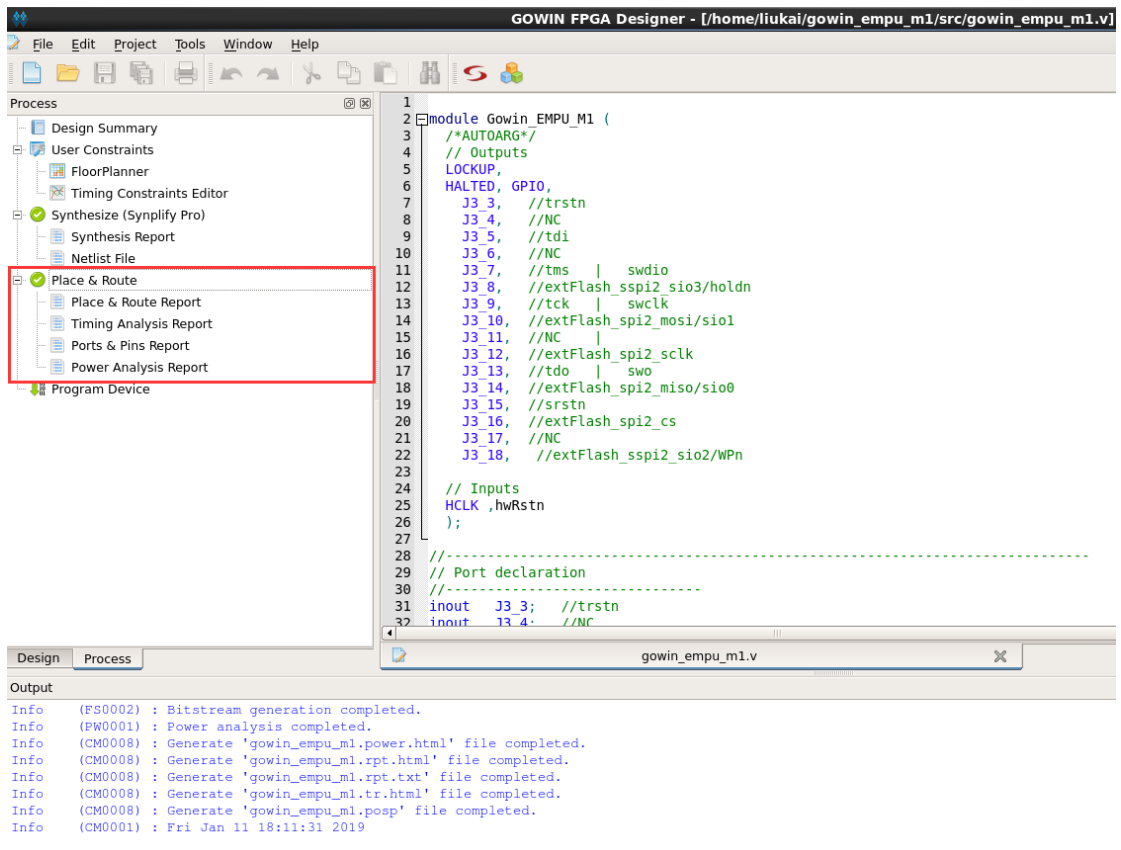 GOWIN FPGA Designer - [/home/liukai/gowin_empu_m1/src/gowin_empu_m1.v]
File Edit Project Tools Window Help
Process
Design Summary
User Constraints
FloorPlanner
Timing Constraints Editor
Synthesize (Synplify Pro)
Synthesis Report
Netlist File
Place & Route
Place & Route Report
Timing Analysis Report
Ports & Pins Report
Power Analysis Report
Program Device
1
2 module Gowin_EMPU_M1 (
3 /*AUTOARG*/
4 // Outputs
5 LOCKUP,
6 HALTED, GPIO,
7 J3_3, //trstn
8 J3_4, //NC
9 J3_5, //tdi
10 J3_6, //NC
11 J3_7, //tms | swdio
12 J3_8, //extFlash_sspi2_sio3/holdn
13 J3_9, //tck | swclk
14 J3_10, //extFlash_spi2_mosi/sio1
15 J3_11, //NC |
16 J3_12, //extFlash_spi2_sclk
17 J3_13, //tdo | swo
18 J3_14, //extFlash_spi2_miso/sio0
19 J3_15, //srstn
20 J3_16, //extFlash_spi2_cs
21 J3_17, //NC
22 J3_18, //extFlash_sspi2_sio2/WPn
23
24 // Inputs
25 HCLK ,hwRstn
26 );
27
28 //------------------------------------------------------------------------------
29 // Port declaration
30 //-------------------------------
31 inout J3_3; //trstn
32 inout J3_4; //NC
Design Process
gowin_empu_m1.v
Output
Info (FS0002) : Bitstream generation completed.
Info (PW0001) : Power analysis completed.
Info (CM0008) : Generate 'gowin_empu_m1.power.html' file completed.
Info (CM0008) : Generate 'gowin_empu_m1.rpt.html' file completed.
Info (CM0008) : Generate 'gowin_empu_m1.rpt.txt' file completed.
Info (CM0008) : Generate 'gowin_empu_m1.tr.html' file completed.
Info (CM0008) : Generate 'gowin_empu_m1.posp' file completed.
Info (CM0001) : Fri Jan 11 18:11:31 2019